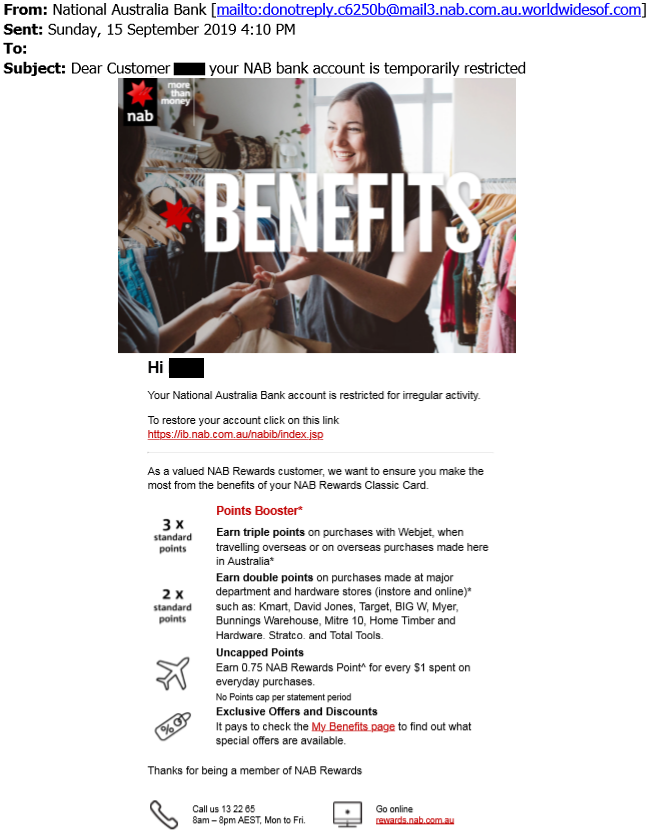 From: National Australia Bank [mailto:donotreply.c6250b@mail3.nab.com.au.worldwidesof.com]
Sent: Sunday, 15 September 2019 4:10 PM
To:
Subject: Dear Customer your NAB bank account is temporarily restricted
nab
more
than
money
BENEFITS
Hi
Your National Australia Bank account is restricted for irregular activity.
To restore your account click on this link
https://ib.nab.com.au/nabib/index.jsp
As a valued NAB Rewards customer, we want to ensure you make the
most from the benefits of your NAB Rewards Classic Card.
Points Booster*
3 x
standard
points
Earn triple points on purchases with Webjet, when
travelling overseas or on overseas purchases made here
in Australia*
2 x
standard
points
Earn double points on purchases made at major
department and hardware stores (instore and online)*
such as: Kmart, David Jones, Target, BIG W, Myer,
Bunnings Warehouse, Mitre 10, Home Timber and
Hardware, Stratco, and Total Tools.
Uncapped Points
Earn 0.75 NAB Rewards Point^ for every $1 spent on
everyday purchases.
No Points cap per statement period
Exclusive Offers and Discounts
It pays to check the My Benefits page to find out what
special offers are available.
Thanks for being a member of NAB Rewards
Call us 13 22 65
8am – 8pm AEST, Mon to Fri.
Go online
rewards.nab.com.au